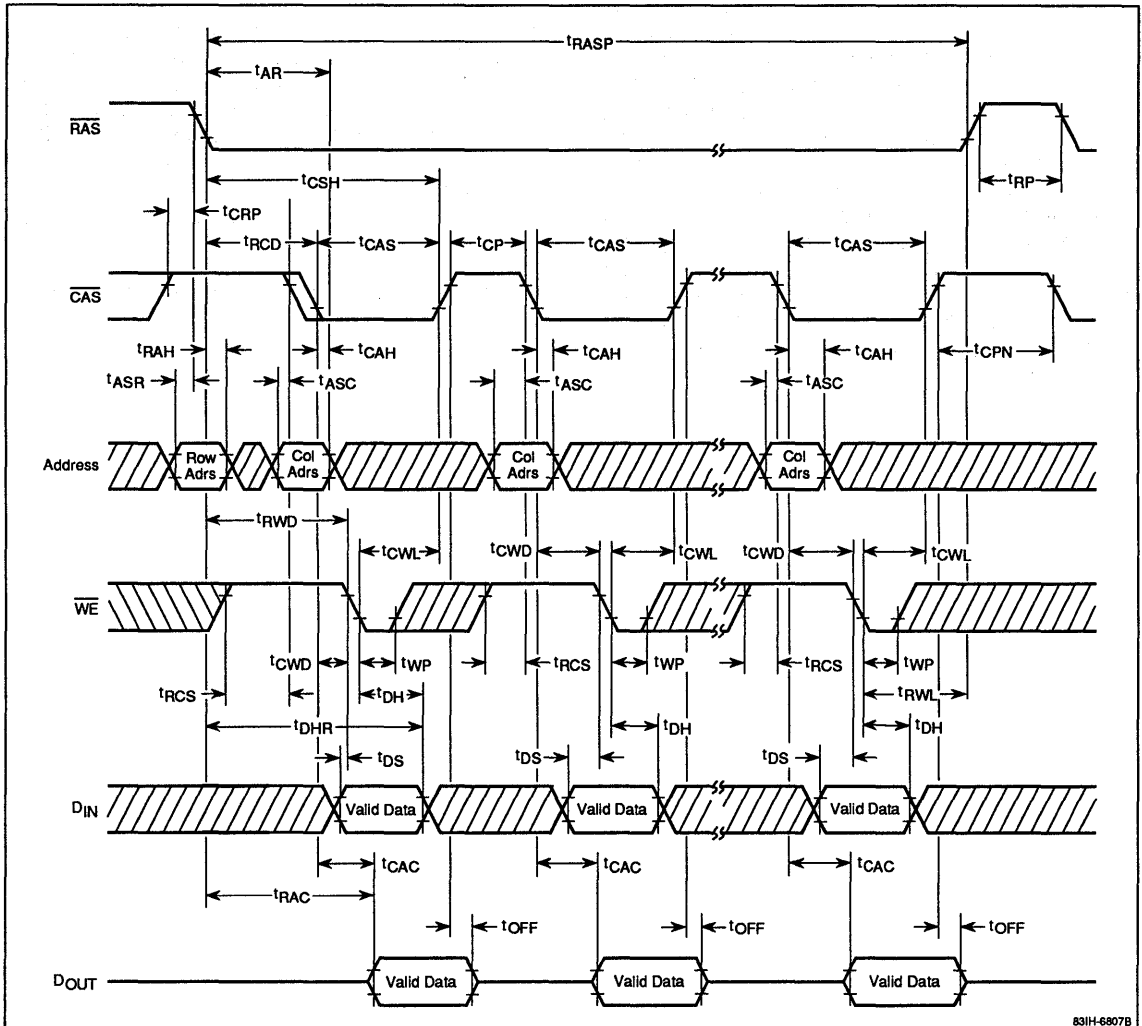 tRASP
tAR
RAS
tCSH
tRP
tCRP
tRCD
tCAS
tCP
tCAS
tCAS
CAS
tRAH
tCAH
tCAH
tCAH
tCPN
tASR
tASC
tASC
tASC
Address
Row Adrs
Col Adrs
Col Adrs
Col Adrs
tRWD
tCWL
tCWD
tCWL
tCWD
tCWL
WE
tCWD
tWP
tRCS
tWP
tRCS
tWP
tRCS
tDH
tRWL
tDHR
tDH
tDH
tDS
tDS
tDS
DIN
Valid Data
Valid Data
Valid Data
tCAC
tCAC
tCAC
tRAC
tOFF
tOFF
tOFF
DOUT
Valid Data
Valid Data
Valid Data
83IH-6807B